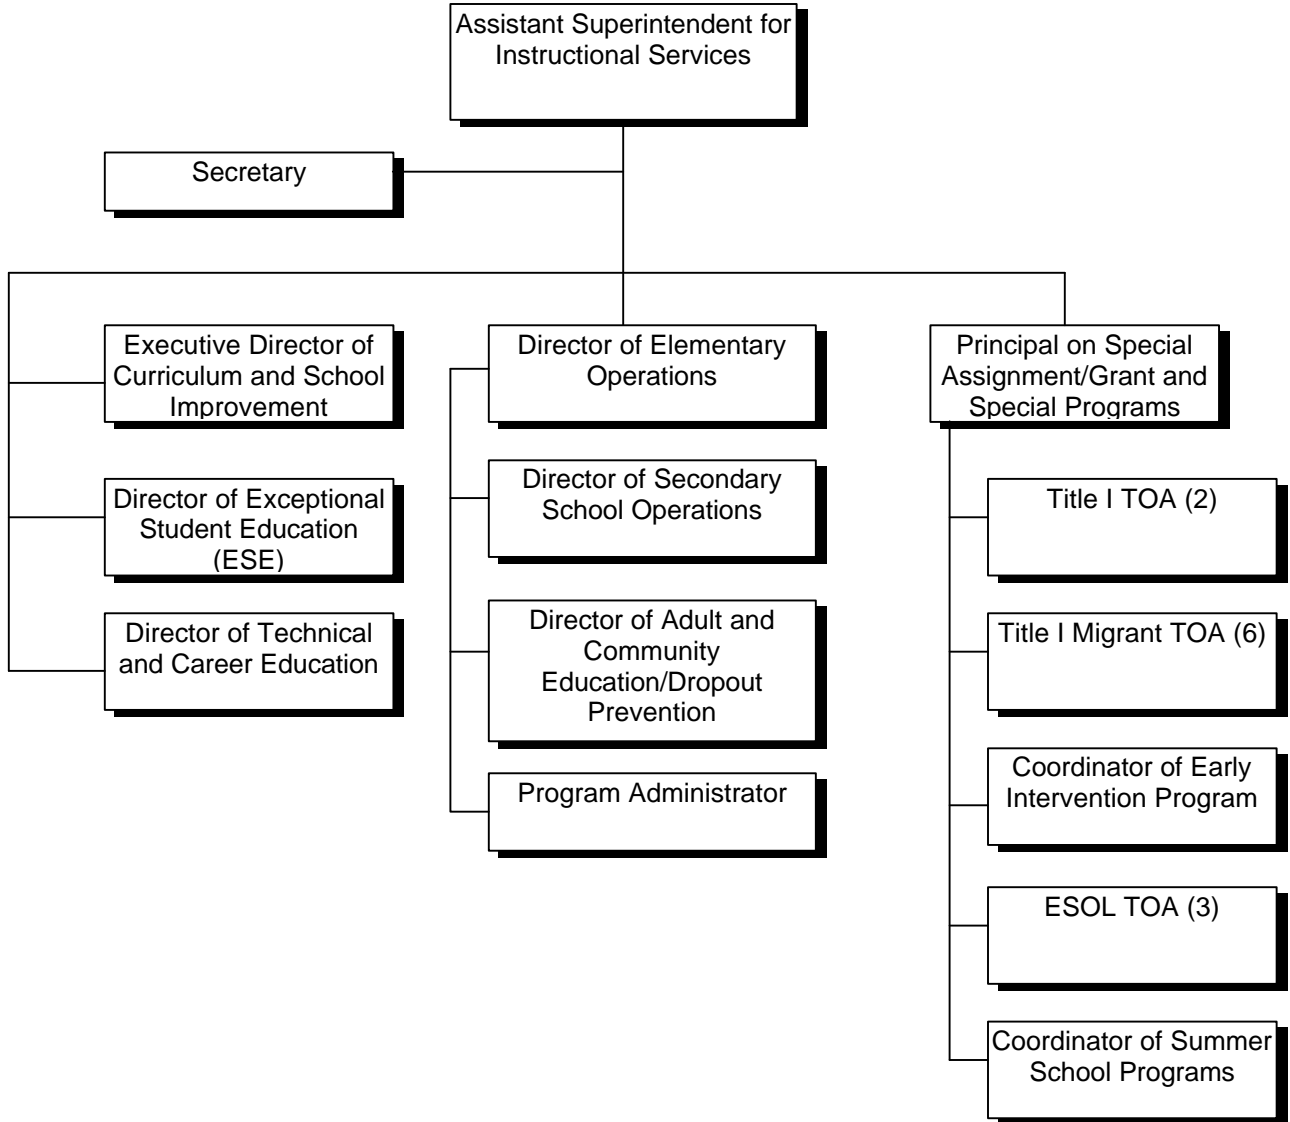 Assistant Superintendent for
Instructional Services
Secretary
Executive Director of
Curriculum and School
Improvement
Director of Exceptional
Student Education
(ESE)
Director of Technical
and Career Education
Director of Elementary
Operations
Director of Secondary
School Operations
Director of Adult and
Community
Education/Dropout
Prevention
Program Administrator
Principal on Special
Assignment/Grant and
Special Programs
Title I TOA (2)
Title I Migrant TOA (6)
Coordinator of Early
Intervention Program
ESOL TOA (3)
Coordinator of Summer
School Programs